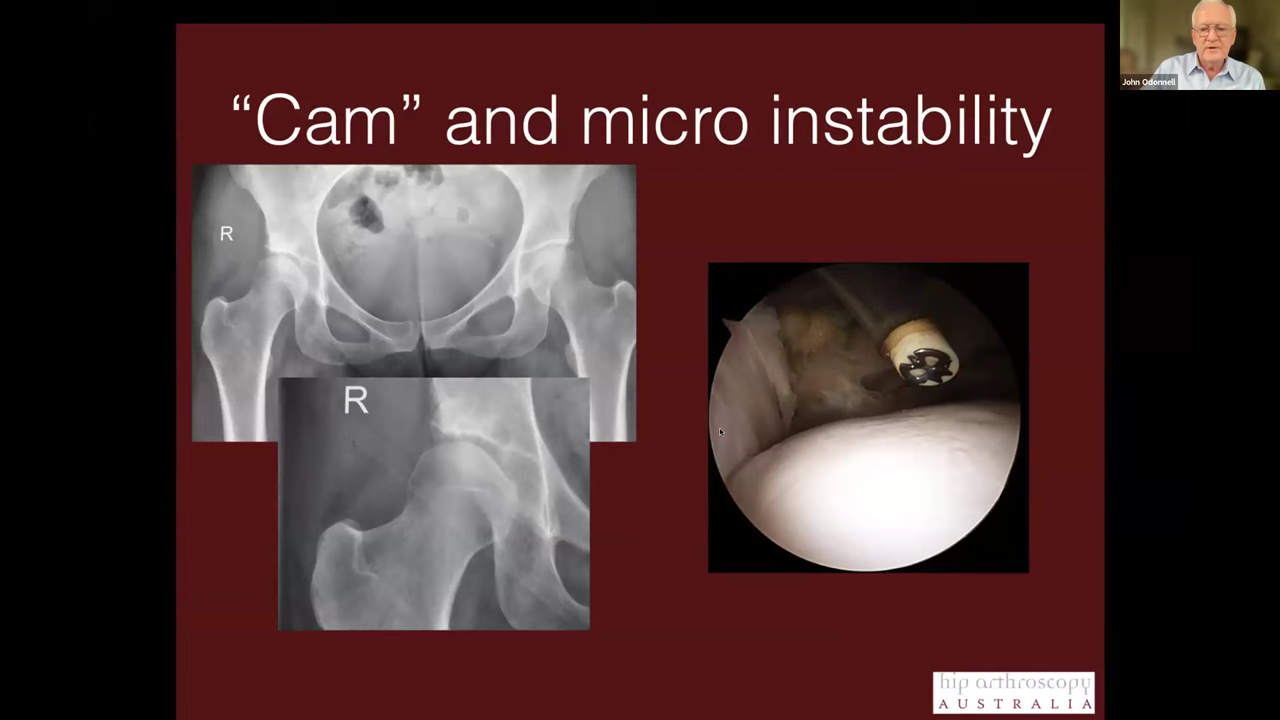 John Odonnell
“Cam” and micro instability
R
R
hip arthroscopy
AUSTRALIA